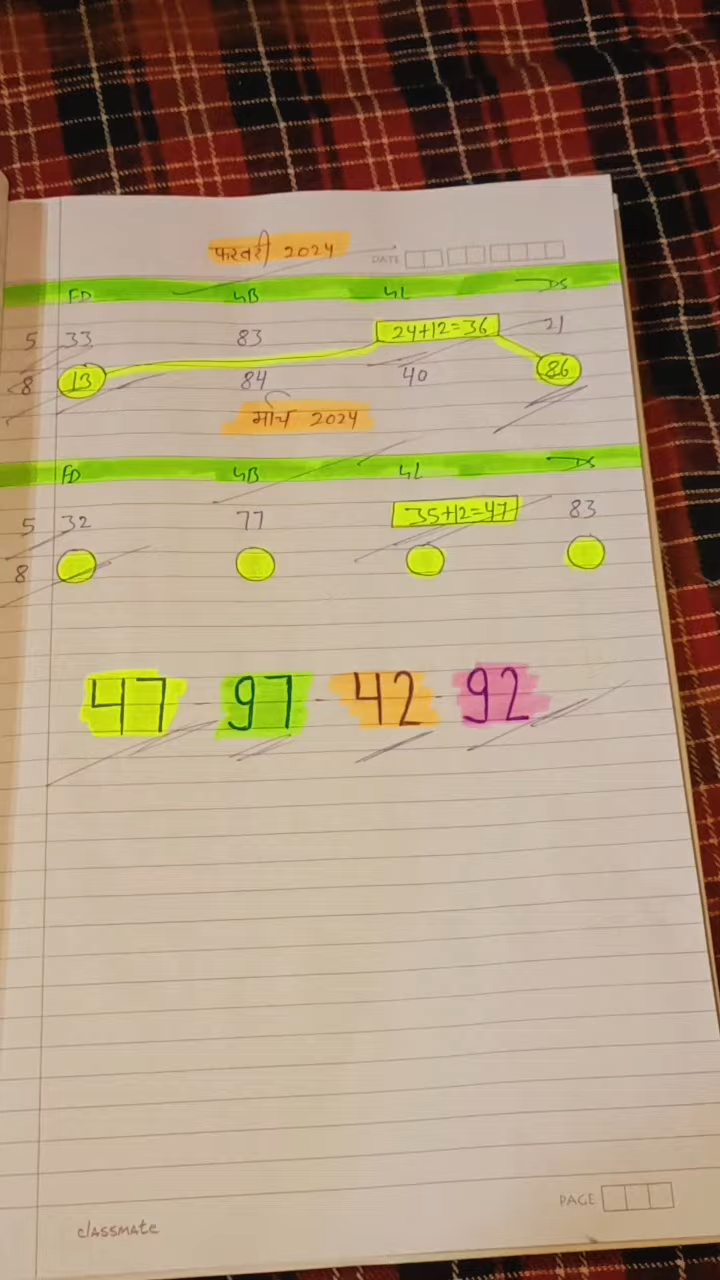 फरवरी 2024
DATE
FD GB GL DS
5 33 83 24+12=36 21
8 13 84 40 86
मार्च 2024
FD GB GL DS
5 32 77 35+12=47 83
8
47 - 97 - 42 - 92
PAGE
classmate